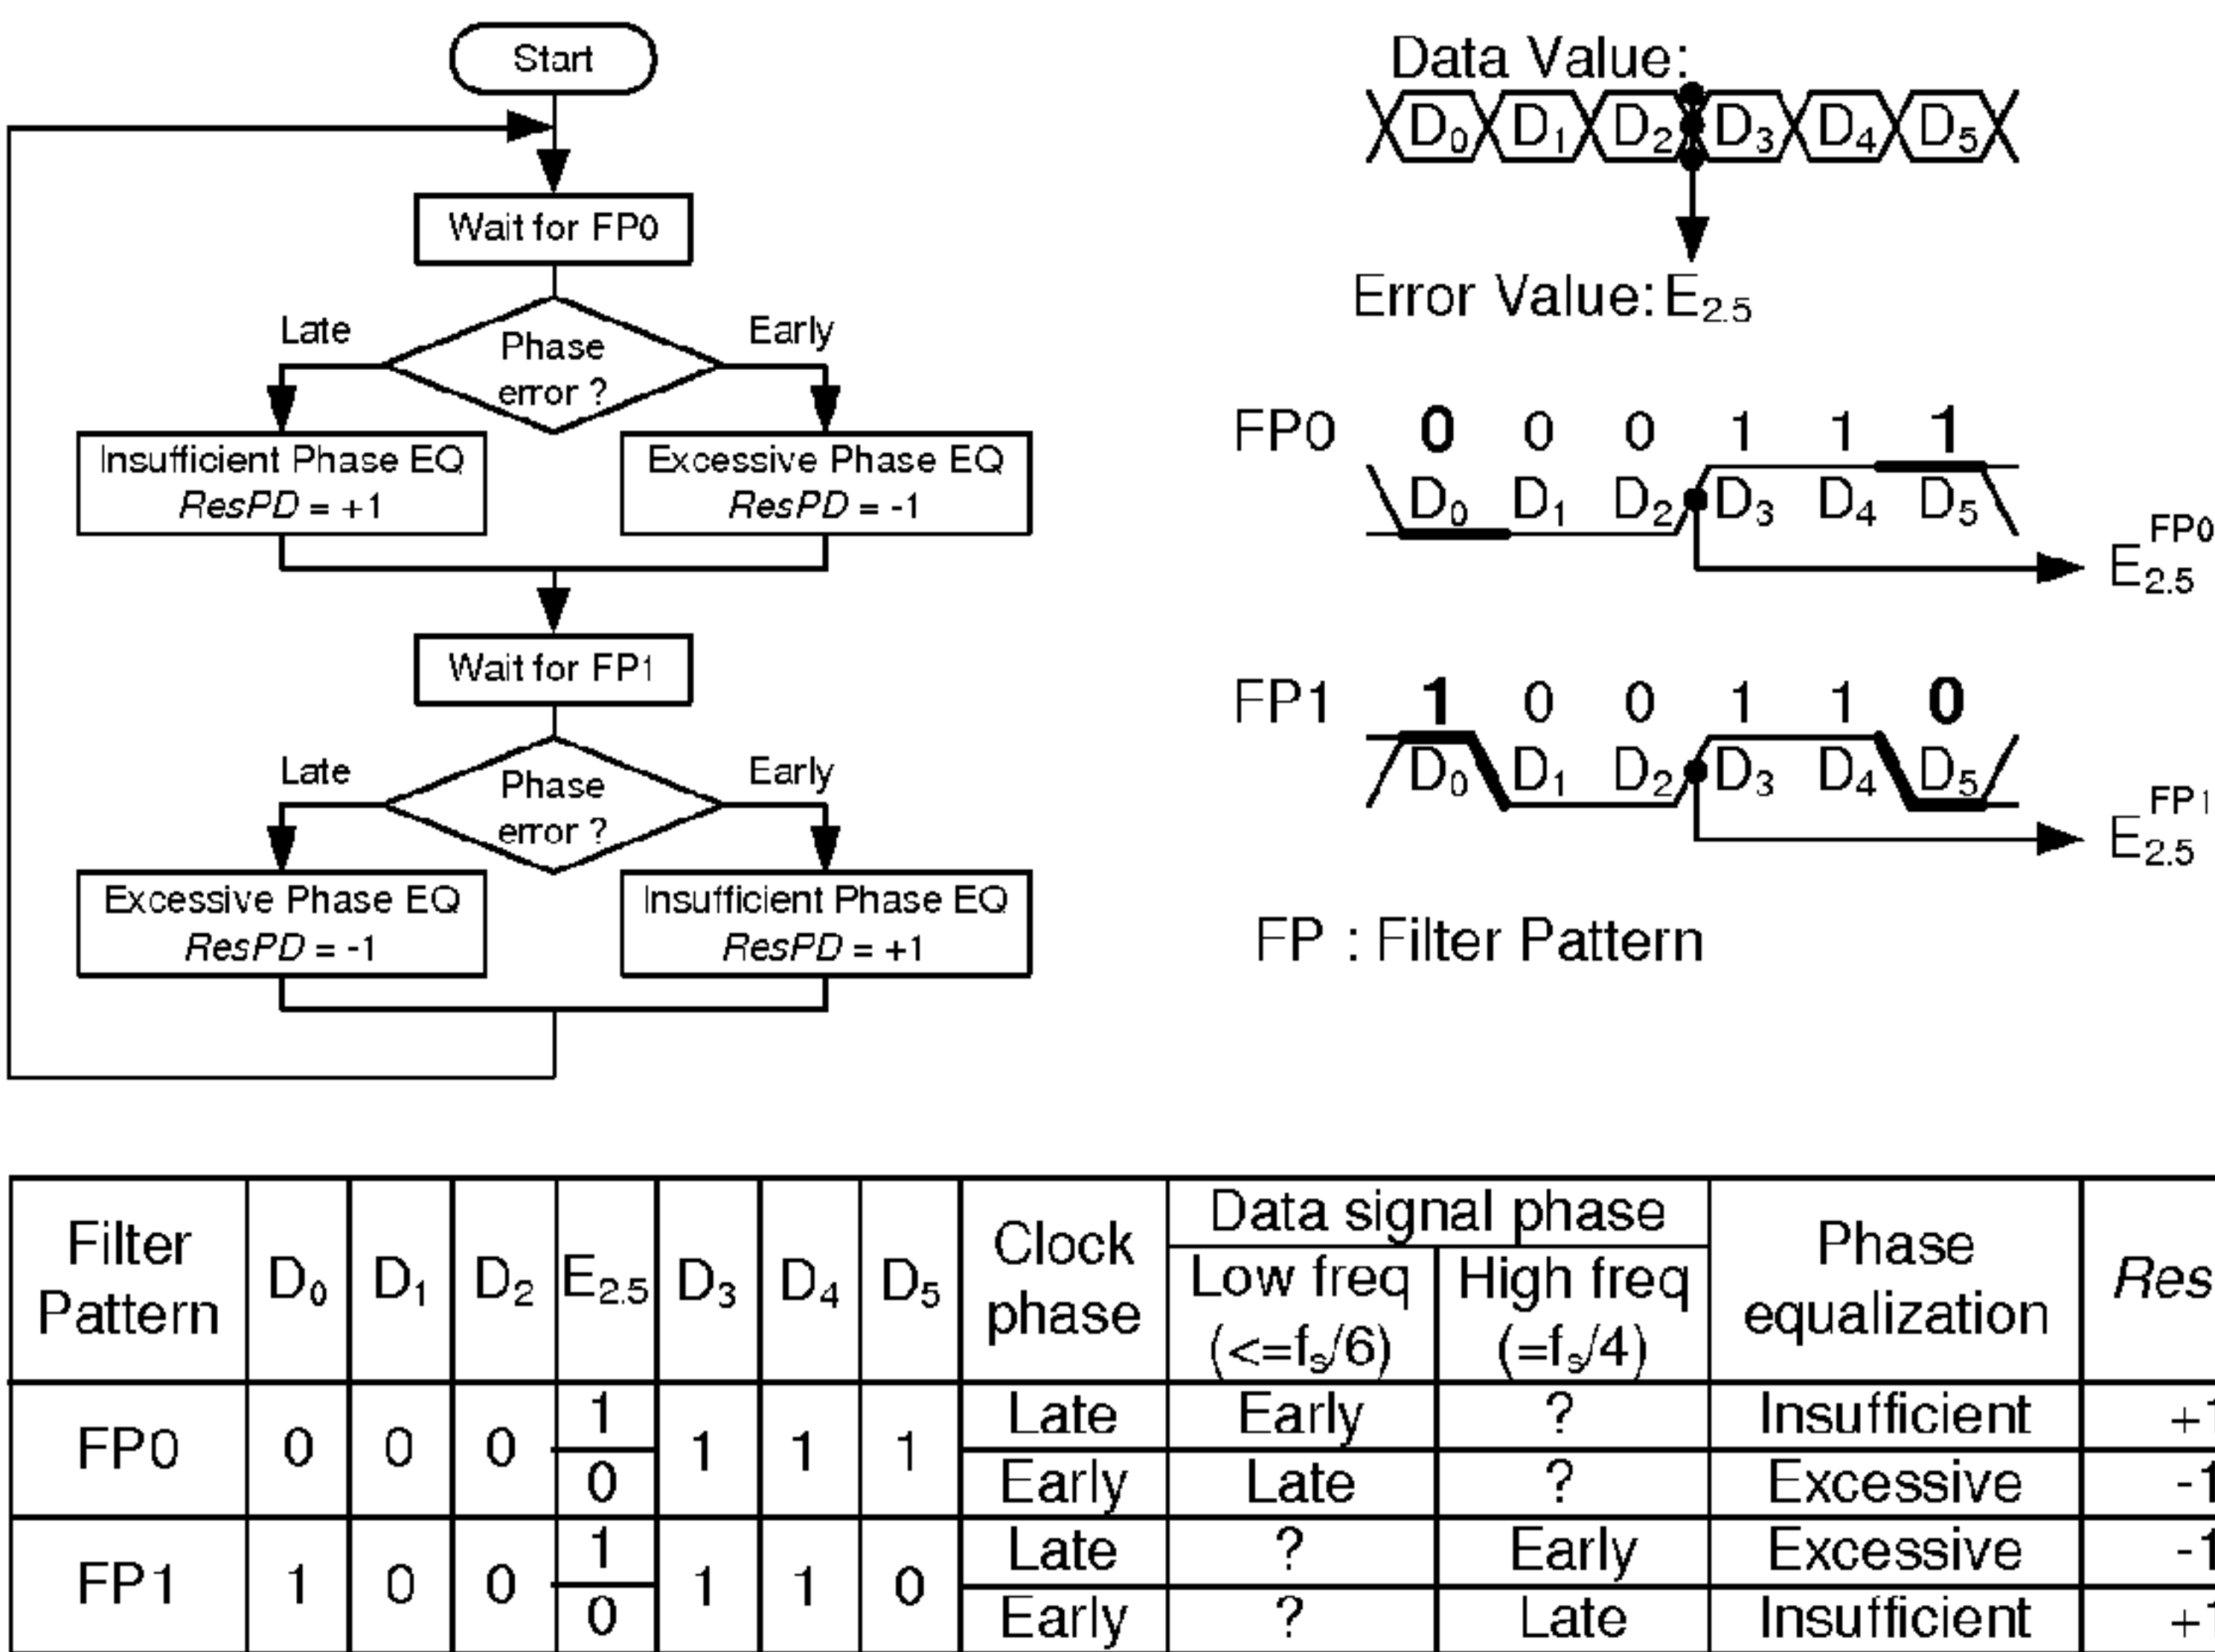 Start
Wait for FP0
Late
Phase
error ?
Early
Insufficient Phase EQ
ResPD = +1
Excessive Phase EQ
ResPD = -1
Wait for FP1
Late
Phase
error ?
Early
Excessive Phase EQ
ResPD = -1
Insufficient Phase EQ
ResPD = +1
Data Value:
D0 D1 D2 D3 D4 D5
Error Value: E2.5
FP0 0 0 0 1 1 1
D0 D1 D2 D3 D4 D5
E2.5 FP0
FP1 1 0 0 1 1 0
D0 D1 D2 D3 D4 D5
E2.5 FP1
FP : Filter Pattern
Filter
Pattern
D0 D1 D2 E2.5 D3 D4 D5
Clock
phase
Data signal phase
Low freq
(<=fs/6)
High freq
(=fs/4)
Phase
equalization
Res
FP0 0 0 0 1 0 1 1 1
Late Early ? Insufficient +1
Early Late ? Excessive -1
FP1 1 0 0 1 0 1 1 0
Late ? Early Excessive -1
Early ? Late Insufficient +1